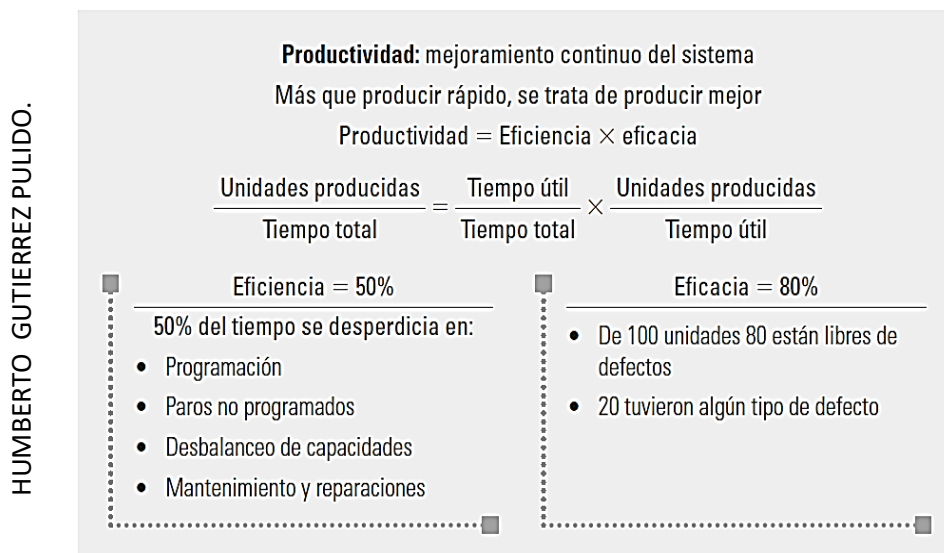 HUMBERTO GUTIERREZ PULIDO.
Productividad: mejoramiento continuo del sistema
Más que producir rápido, se trata de producir mejor
Productividad = Eficiencia × eficacia
Unidades producidas / Tiempo total = Tiempo útil / Tiempo total × Unidades producidas / Tiempo útil
Eficiencia = 50%
50% del tiempo se desperdicia en:
• Programación
• Paros no programados
• Desbalanceo de capacidades
• Mantenimiento y reparaciones
Eficacia = 80%
• De 100 unidades 80 están libres de
defectos
• 20 tuvieron algún tipo de defecto